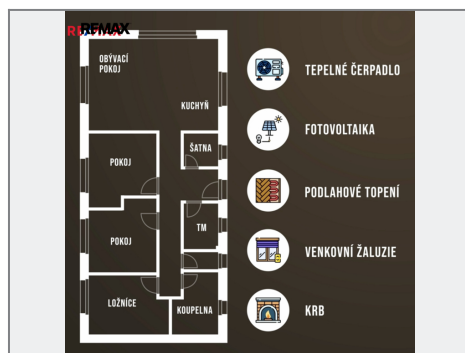 RE/MAX
OBÝVACÍ
POKOJ
KUCHYŇ
ŠATNA
POKOJ
TM
POKOJ
LOŽNICE
KOUPELNA
TEPELNÉ ČERPADLO
FOTOVOLTAIKA
PODLAHOVÉ TOPENÍ
VENKOVNÍ ŽALUZIE
KRB